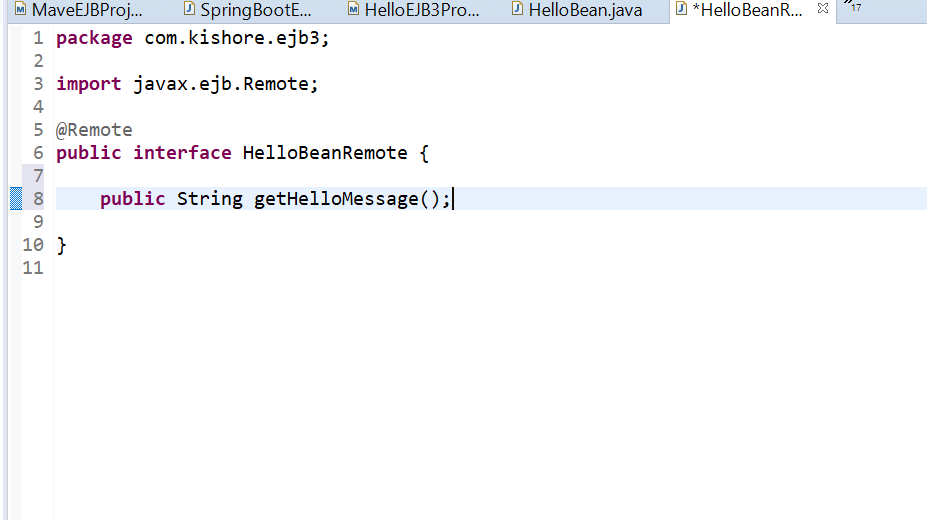 MaveEJBProj... SpringBootE... HelloEJB3Pro... HelloBean.java *HelloBeanR... »17
1 package com.kishore.ejb3;
2
3 import javax.ejb.Remote;
4
5 @Remote
6 public interface HelloBeanRemote {
7
8 public String getHelloMessage();
9
10 }
11